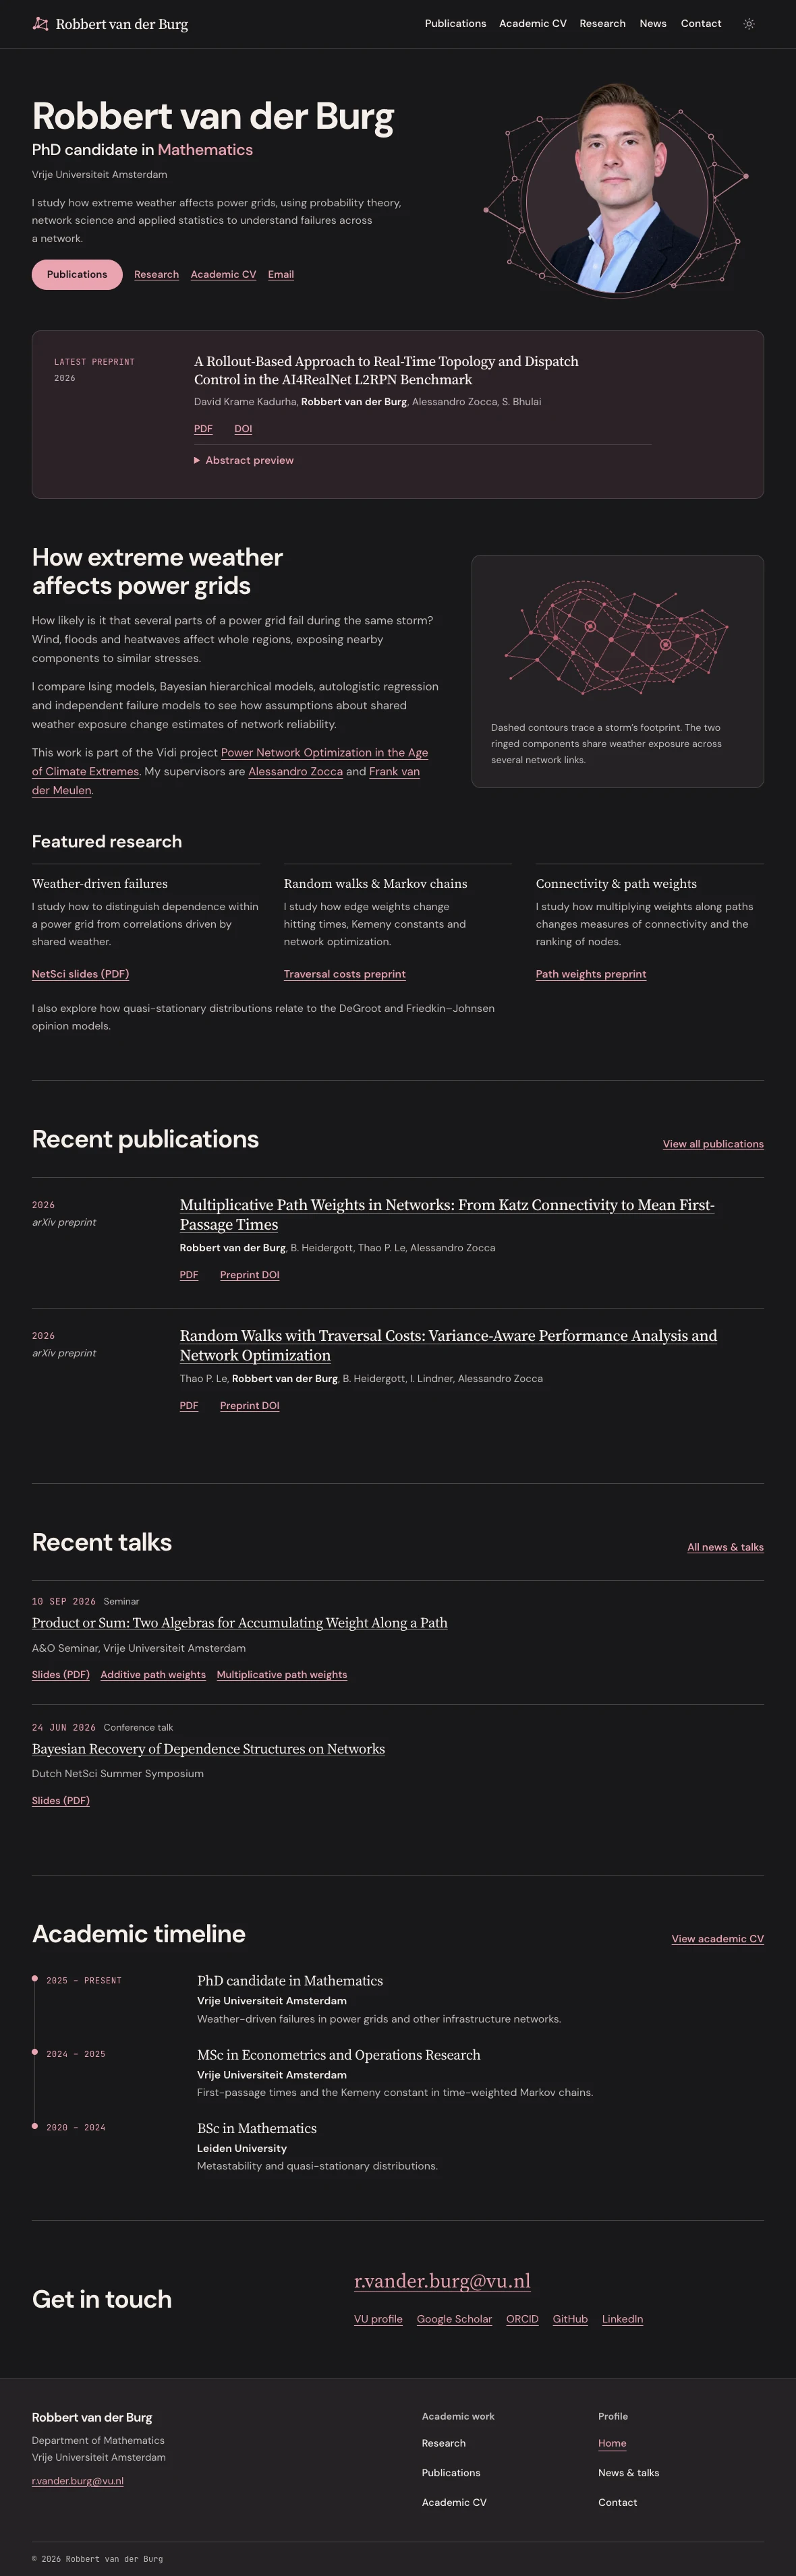 Robbert van der Burg
Publications Academic CV Research News Contact
Robbert van der Burg
PhD candidate in Mathematics
Vrije Universiteit Amsterdam
I study how extreme weather affects power grids, using probability theory,
network science and applied statistics to understand failures across
a network.
Publications Research Academic CV Email
LATEST PREPRINT
2026
A Rollout-Based Approach to Real-Time Topology and Dispatch
Control in the AI4RealNet L2RPN Benchmark
David Krame Kadurha, Robbert van der Burg, Alessandro Zocca, S. Bhulai
PDF DOI
Abstract preview
How extreme weather
affects power grids
How likely is it that several parts of a power grid fail during the same storm?
Wind, floods and heatwaves affect whole regions, exposing nearby
components to similar stresses.
I compare Ising models, Bayesian hierarchical models, autologistic regression
and independent failure models to see how assumptions about shared
weather exposure change estimates of network reliability.
This work is part of the Vidi project Power Network Optimization in the Age
of Climate Extremes. My supervisors are Alessandro Zocca and Frank van
der Meulen.
Dashed contours trace a storm’s footprint. The two
ringed components share weather exposure across
several network links.
Featured research
Weather-driven failures
I study how to distinguish dependence within
a power grid from correlations driven by
shared weather.
NetSci slides (PDF)
Random walks & Markov chains
I study how edge weights change
hitting times, Kemeny constants and
network optimization.
Traversal costs preprint
Connectivity & path weights
I study how multiplying weights along paths
changes measures of connectivity and the
ranking of nodes.
Path weights preprint
I also explore how quasi-stationary distributions relate to the DeGroot and Friedkin–Johnsen
opinion models.
Recent publications
View all publications
2026
arXiv preprint
Multiplicative Path Weights in Networks: From Katz Connectivity to Mean First-
Passage Times
Robbert van der Burg, B. Heidergott, Thao P. Le, Alessandro Zocca
PDF Preprint DOI
2026
arXiv preprint
Random Walks with Traversal Costs: Variance-Aware Performance Analysis and
Network Optimization
Thao P. Le, Robbert van der Burg, B. Heidergott, I. Lindner, Alessandro Zocca
PDF Preprint DOI
Recent talks
All news & talks
10 SEP 2026 Seminar
Product or Sum: Two Algebras for Accumulating Weight Along a Path
A&O Seminar, Vrije Universiteit Amsterdam
Slides (PDF) Additive path weights Multiplicative path weights
24 JUN 2026 Conference talk
Bayesian Recovery of Dependence Structures on Networks
Dutch NetSci Summer Symposium
Slides (PDF)
Academic timeline
View academic CV
2025 – PRESENT
PhD candidate in Mathematics
Vrije Universiteit Amsterdam
Weather-driven failures in power grids and other infrastructure networks.
2024 – 2025
MSc in Econometrics and Operations Research
Vrije Universiteit Amsterdam
First-passage times and the Kemeny constant in time-weighted Markov chains.
2020 – 2024
BSc in Mathematics
Leiden University
Metastability and quasi-stationary distributions.
Get in touch
r.vander.burg@vu.nl
VU profile Google Scholar ORCID GitHub LinkedIn
Robbert van der Burg
Department of Mathematics
Vrije Universiteit Amsterdam
r.vander.burg@vu.nl
Academic work
Research
Publications
Academic CV
Profile
Home
News & talks
Contact
© 2026 Robbert van der Burg